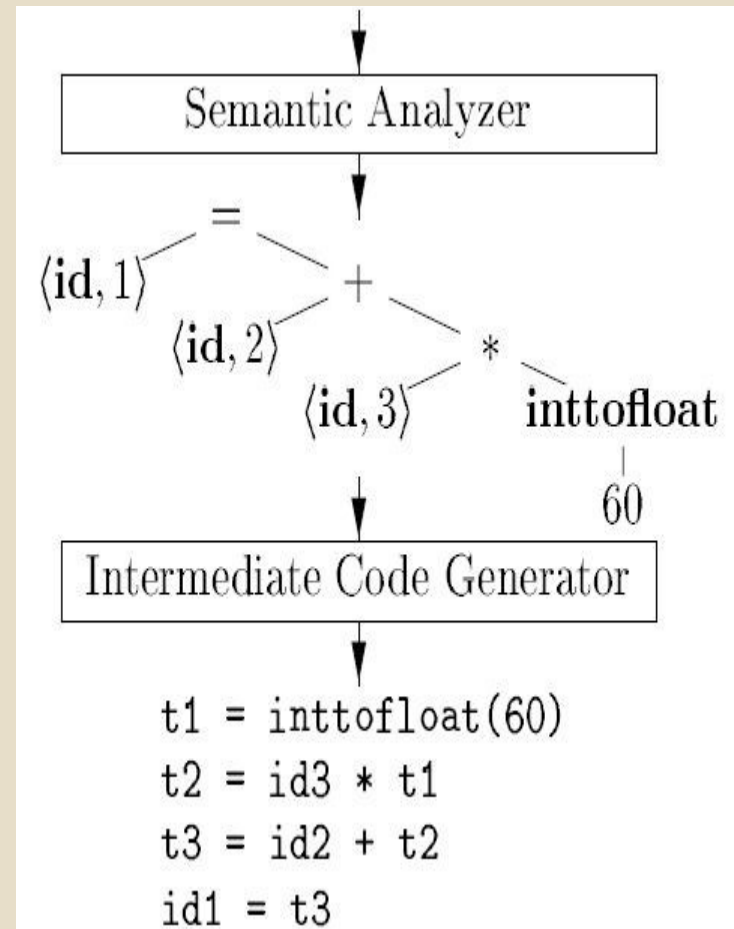 Semantic Analyzer
=
⟨id, 1⟩
+
⟨id, 2⟩
*
⟨id, 3⟩
inttofloat
60
Intermediate Code Generator
t1 = inttofloat(60)
t2 = id3 * t1
t3 = id2 + t2
id1 = t3